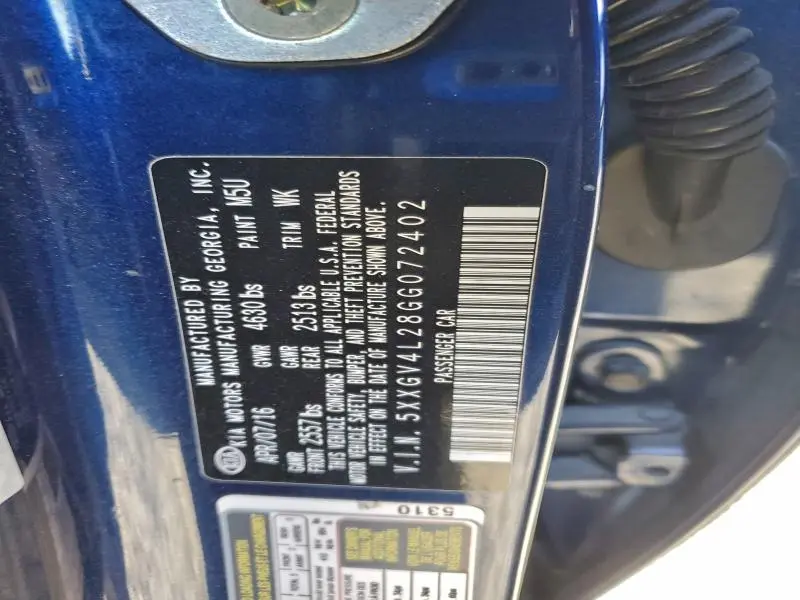 MANUFACTURED BY
KIA MOTORS MANUFACTURING GEORGIA, INC.
APR/07/16 GVWR 4630 lbs PAINT M5U
GAWR FRONT 2557 lbs GAWR REAR 2513 lbs TRIM WK
THIS VEHICLE CONFORMS TO ALL APPLICABLE U.S.A. FEDERAL
MOTOR VEHICLE SAFETY, BUMPER, AND THEFT PREVENTION STANDARDS
IN EFFECT ON THE DATE OF MANUFACTURE SHOWN ABOVE.
V.I.N. 5XXGV4L28GG072402
PASSENGER CAR
5310